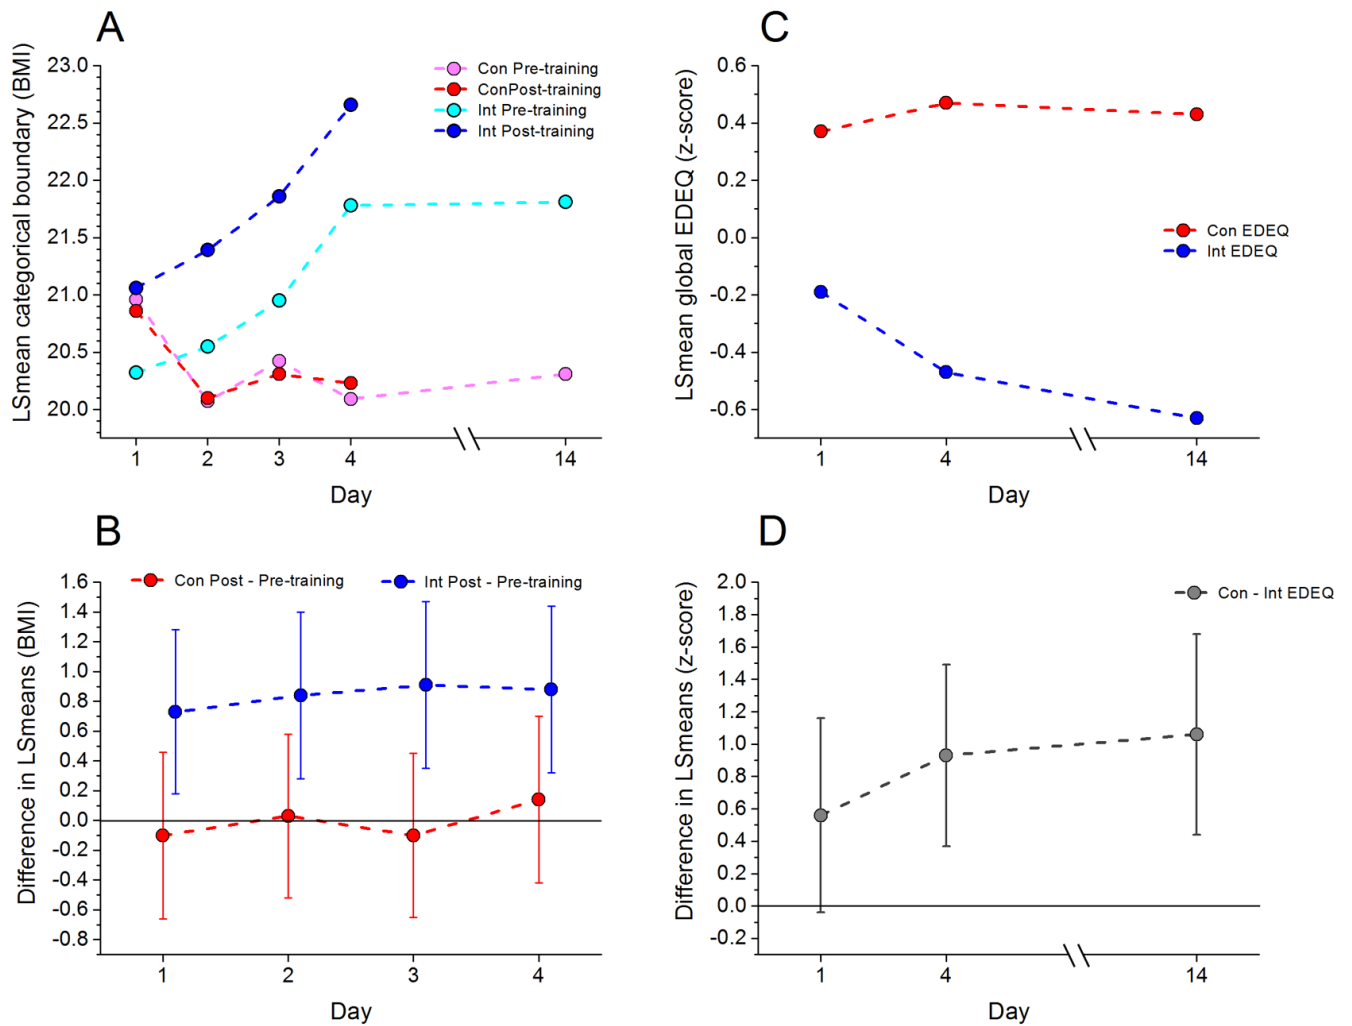 A
LSmean categorical boundary (BMI)
23.0
22.5
22.0
21.5
21.0
20.5
20.0
Con Pre-training
ConPost-training
Int Pre-training
Int Post-training
1 2 3 4 14
Day
C
LSmean global EDEQ (z-score)
0.6
0.4
0.2
0.0
-0.2
-0.4
-0.6
Con EDEQ
Int EDEQ
1 4 14
Day
B
Difference in LSmeans (BMI)
1.6
1.4
1.2
1.0
0.8
0.6
0.4
0.2
0.0
-0.2
-0.4
-0.6
-0.8
Con Post - Pre-training
Int Post - Pre-training
1 2 3 4
Day
D
Difference in LSmeans (z-score)
2.0
1.8
1.6
1.4
1.2
1.0
0.8
0.6
0.4
0.2
0.0
-0.2
Con - Int EDEQ
1 4 14
Day